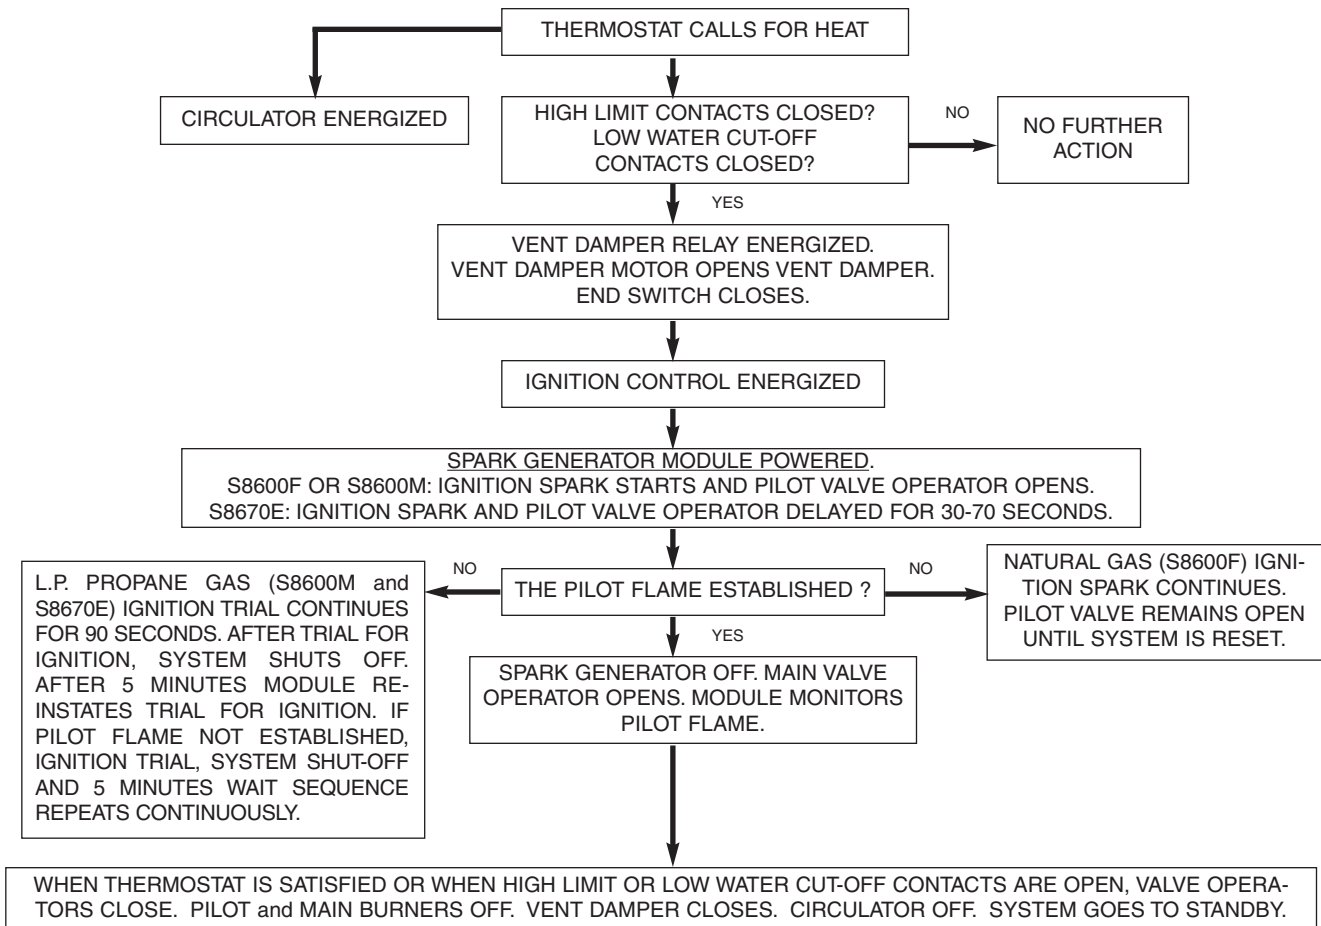 THERMOSTAT CALLS FOR HEAT
CIRCULATOR ENERGIZED
HIGH LIMIT CONTACTS CLOSED?
LOW WATER CUT-OFF
CONTACTS CLOSED?
NO
NO FURTHER
ACTION
YES
VENT DAMPER RELAY ENERGIZED.
VENT DAMPER MOTOR OPENS VENT DAMPER.
END SWITCH CLOSES.
IGNITION CONTROL ENERGIZED
SPARK GENERATOR MODULE POWERED.
S8600F OR S8600M: IGNITION SPARK STARTS AND PILOT VALVE OPERATOR OPENS.
S8670E: IGNITION SPARK AND PILOT VALVE OPERATOR DELAYED FOR 30-70 SECONDS.
THE PILOT FLAME ESTABLISHED ?
NO
L.P. PROPANE GAS (S8600M and
S8670E) IGNITION TRIAL CONTINUES
FOR 90 SECONDS. AFTER TRIAL FOR
IGNITION, SYSTEM SHUTS OFF.
AFTER 5 MINUTES MODULE RE-
INSTATES TRIAL FOR IGNITION. IF
PILOT FLAME NOT ESTABLISHED,
IGNITION TRIAL, SYSTEM SHUT-OFF
AND 5 MINUTES WAIT SEQUENCE
REPEATS CONTINUOUSLY.
NO
NATURAL GAS (S8600F) IGNI-
TION SPARK CONTINUES.
PILOT VALVE REMAINS OPEN
UNTIL SYSTEM IS RESET.
YES
SPARK GENERATOR OFF. MAIN VALVE
OPERATOR OPENS. MODULE MONITORS
PILOT FLAME.
WHEN THERMOSTAT IS SATISFIED OR WHEN HIGH LIMIT OR LOW WATER CUT-OFF CONTACTS ARE OPEN, VALVE OPERA-
TORS CLOSE. PILOT and MAIN BURNERS OFF. VENT DAMPER CLOSES. CIRCULATOR OFF. SYSTEM GOES TO STANDBY.